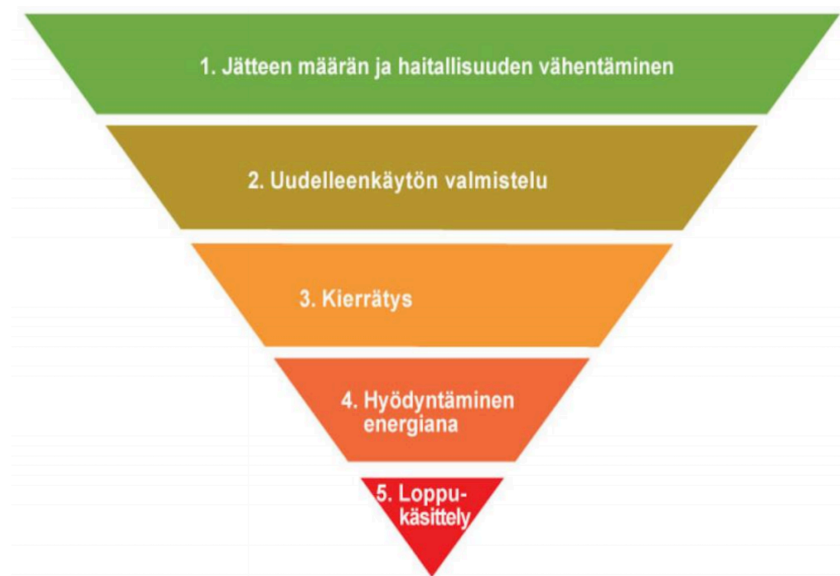 1. Jätteen määrän ja haitallisuuden vähentäminen
2. Uudelleenkäytön valmistelu
3. Kierrätys
4. Hyödyntäminen
energiana
5. Loppu-
käsittely